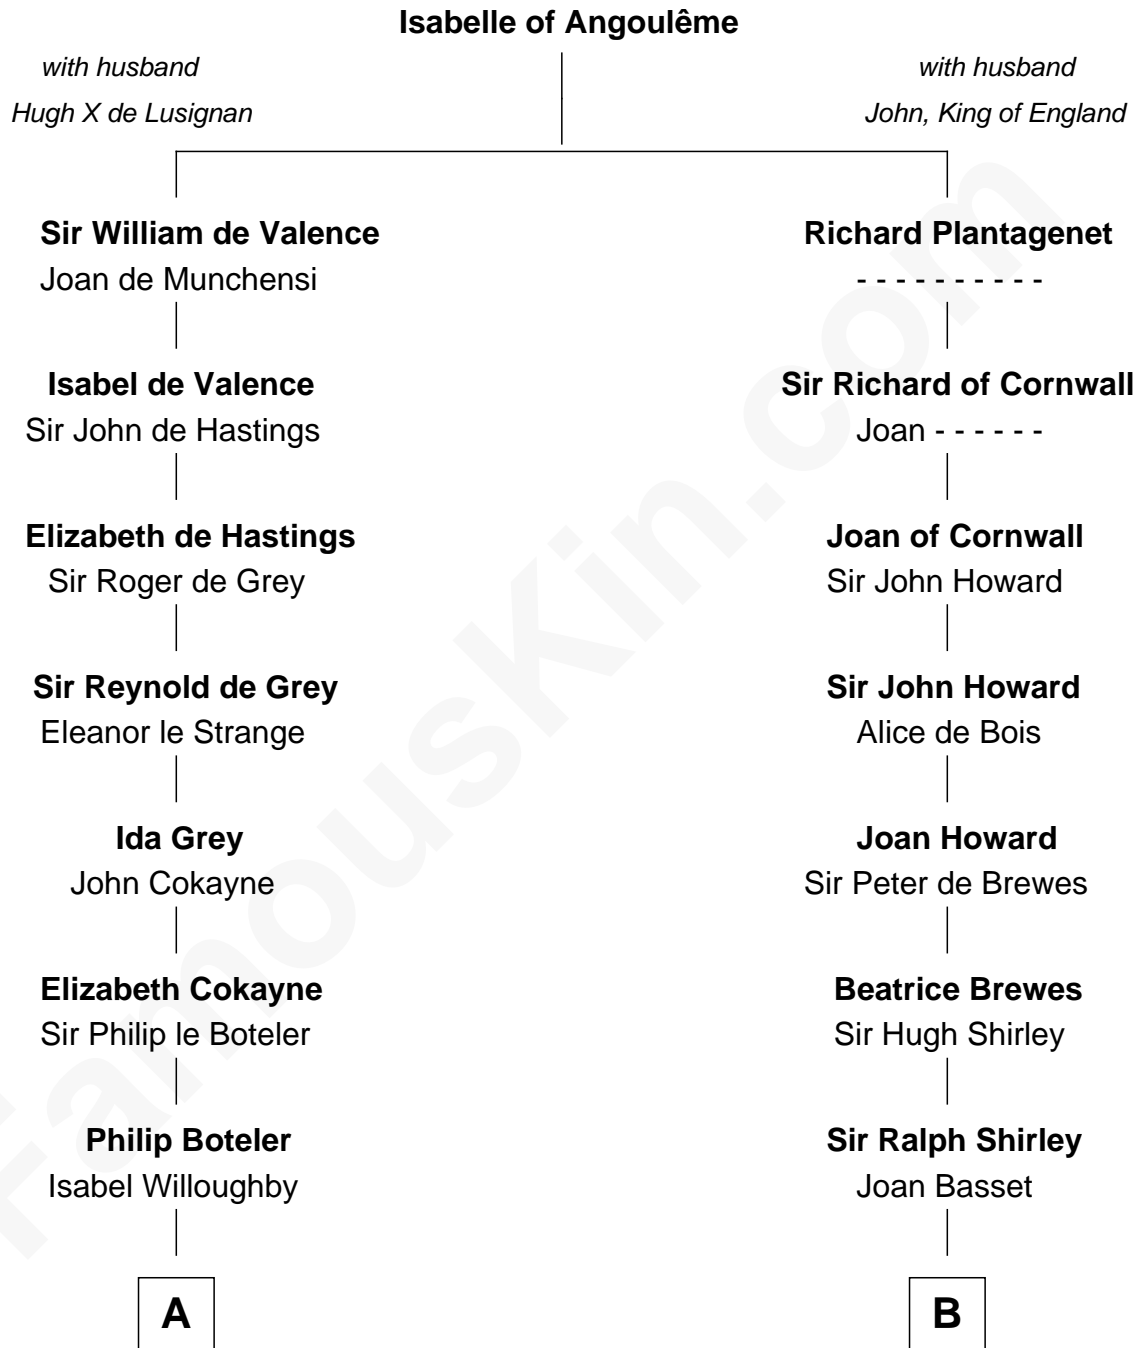 Isabelle of Angoulême
with husband
Hugh X de Lusignan
with husband
John, King of England
Sir William de Valence
Joan de Munchensi
Richard Plantagenet
- - - - - - - - - -
Isabel de Valence
Sir John de Hastings
Sir Richard of Cornwall
Joan - - - - - -
Elizabeth de Hastings
Sir Roger de Grey
Joan of Cornwall
Sir John Howard
Sir Reynold de Grey
Eleanor le Strange
Sir John Howard
Alice de Bois
Ida Grey
John Cokayne
Joan Howard
Sir Peter de Brewes
Elizabeth Cokayne
Sir Philip le Boteler
Beatrice Brewes
Sir Hugh Shirley
Philip Boteler
Isabel Willoughby
Sir Ralph Shirley
Joan Basset
A
B
FamousKin.com